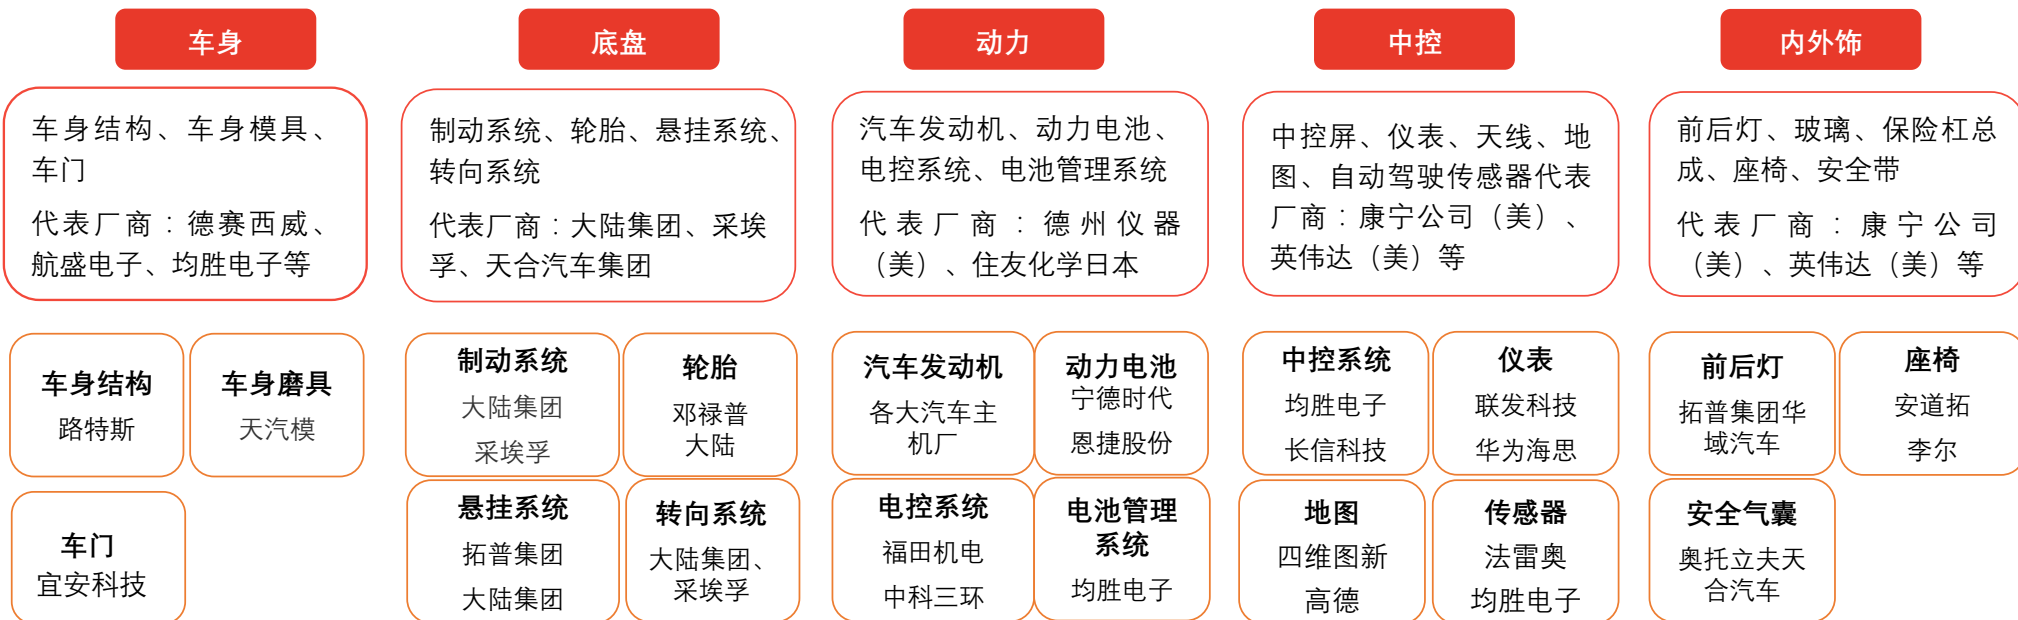 车身
车身结构、车身模具、
车门
代表厂商：德赛西威、
航盛电子、均胜电子等
车身结构
路特斯
车身磨具
天汽模
车门
宜安科技
底盘
制动系统、轮胎、悬挂系统、
转向系统
代表厂商：大陆集团、采埃
孚、天合汽车集团
制动系统
大陆集团
采埃孚
轮胎
邓禄普
大陆
悬挂系统
拓普集团
大陆集团
转向系统
大陆集团、
采埃孚
动力
汽车发动机、动力电池、
电控系统、电池管理系统
代表厂商：德州仪器
（美）、住友化学日本
汽车发动机
各大汽车主
机厂
动力电池
宁德时代
恩捷股份
电控系统
福田机电
中科三环
电池管理
系统
均胜电子
中控
中控屏、仪表、天线、地
图、自动驾驶传感器代表
厂商：康宁公司（美）、
英伟达（美）等
中控系统
均胜电子
长信科技
仪表
联发科技
华为海思
地图
四维图新
高德
传感器
法雷奥
均胜电子
内外饰
前后灯、玻璃、保险杠总
成、座椅、安全带
代表厂商：康宁公司
（美）、英伟达（美）等
前后灯
拓普集团华
域汽车
座椅
安道拓
李尔
安全气囊
奥托立夫天
合汽车